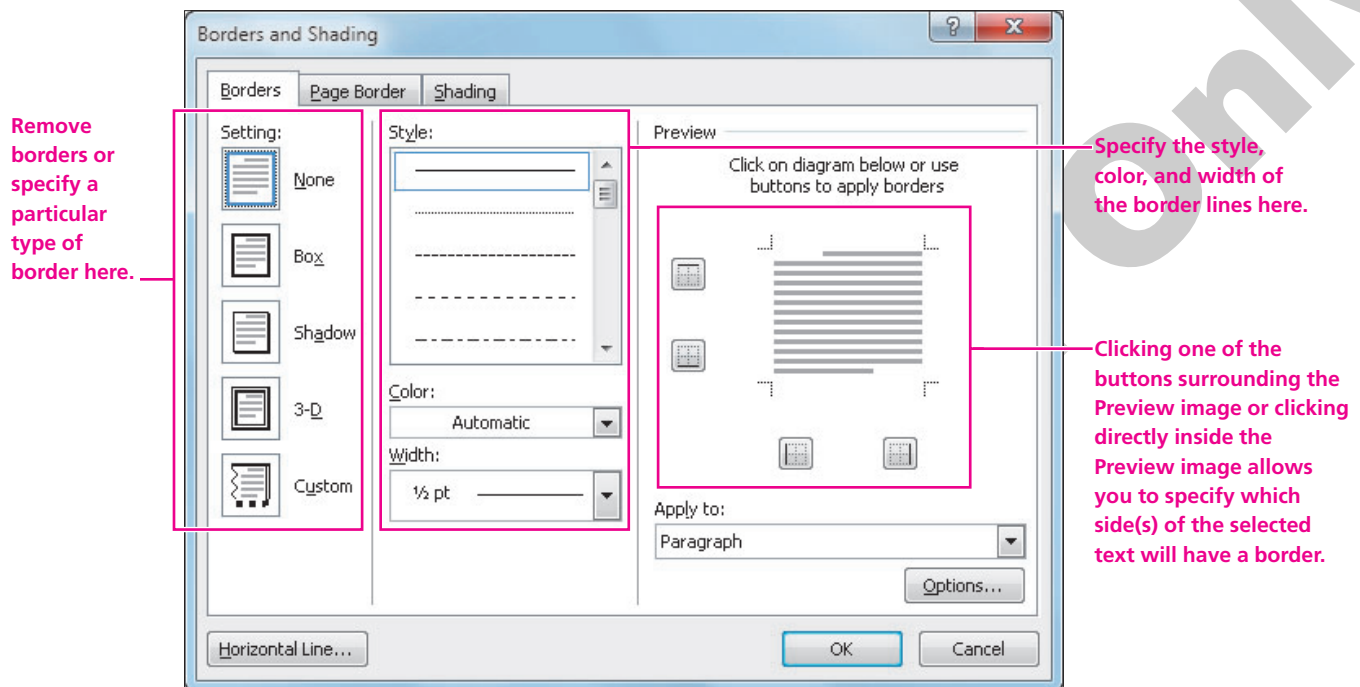 Borders and Shading
Borders
Page Border
Shading
Remove
borders or
specify a
particular
type of
border here.
Setting:
None
Box
Shadow
3-D
Custom
Style:
Color:
Automatic
Width:
½ pt
Preview
Click on diagram below or use
buttons to apply borders
Apply to:
Paragraph
Options...
Horizontal Line...
OK
Cancel
Specify the style,
color, and width of
the border lines here.
Clicking one of the
buttons surrounding the
Preview image or clicking
directly inside the
Preview image allows
you to specify which
side(s) of the selected
text will have a border.